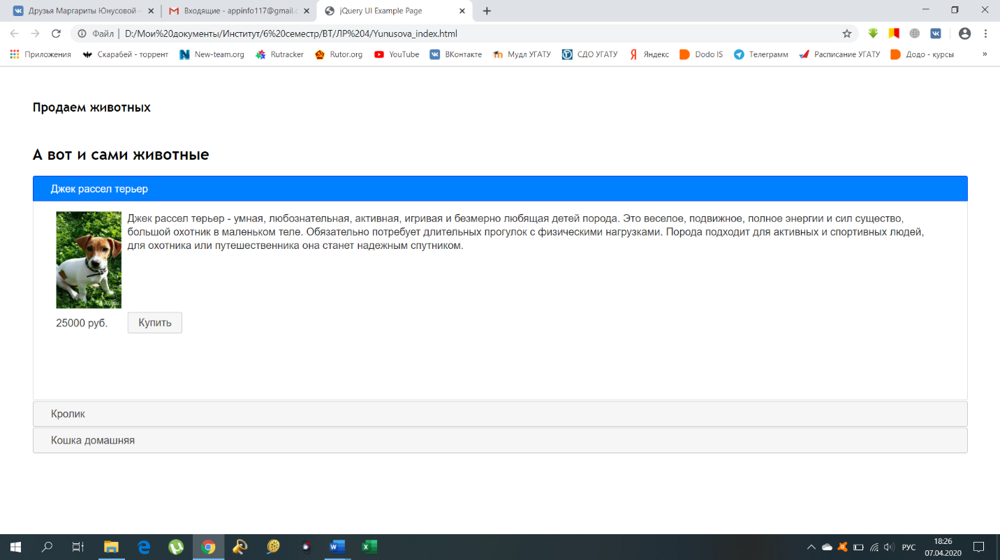 Друзья Маргариты Юнусовой
Входящие - appinfo117@gmail.c
jQuery UI Example Page
Файл | D:/Мои%20документы/Институт/6%20семестр/ВТ/ЛР%204/Yunusova_index.html
Приложения Скарабей - торрент New-team.org Rutracker Rutor.org YouTube ВКонтакте Мудл УГАТУ СДО УГАТУ Яндекс Dodo IS Телеграмм Расписание УГАТУ Додо - курсы »
Продаем животных
А вот и сами животные
Джек рассел терьер
Джек рассел терьер - умная, любознательная, активная, игривая и безмерно любящая детей порода. Это веселое, подвижное, полное энергии и сил существо,
большой охотник в маленьком теле. Обязательно потребует длительных прогулок с физическими нагрузками. Порода подходит для активных и спортивных людей,
для охотника или путешественника она станет надежным спутником.
25000 руб. Купить
Кролик
Кошка домашняя
РУС
18:26
07.04.2020